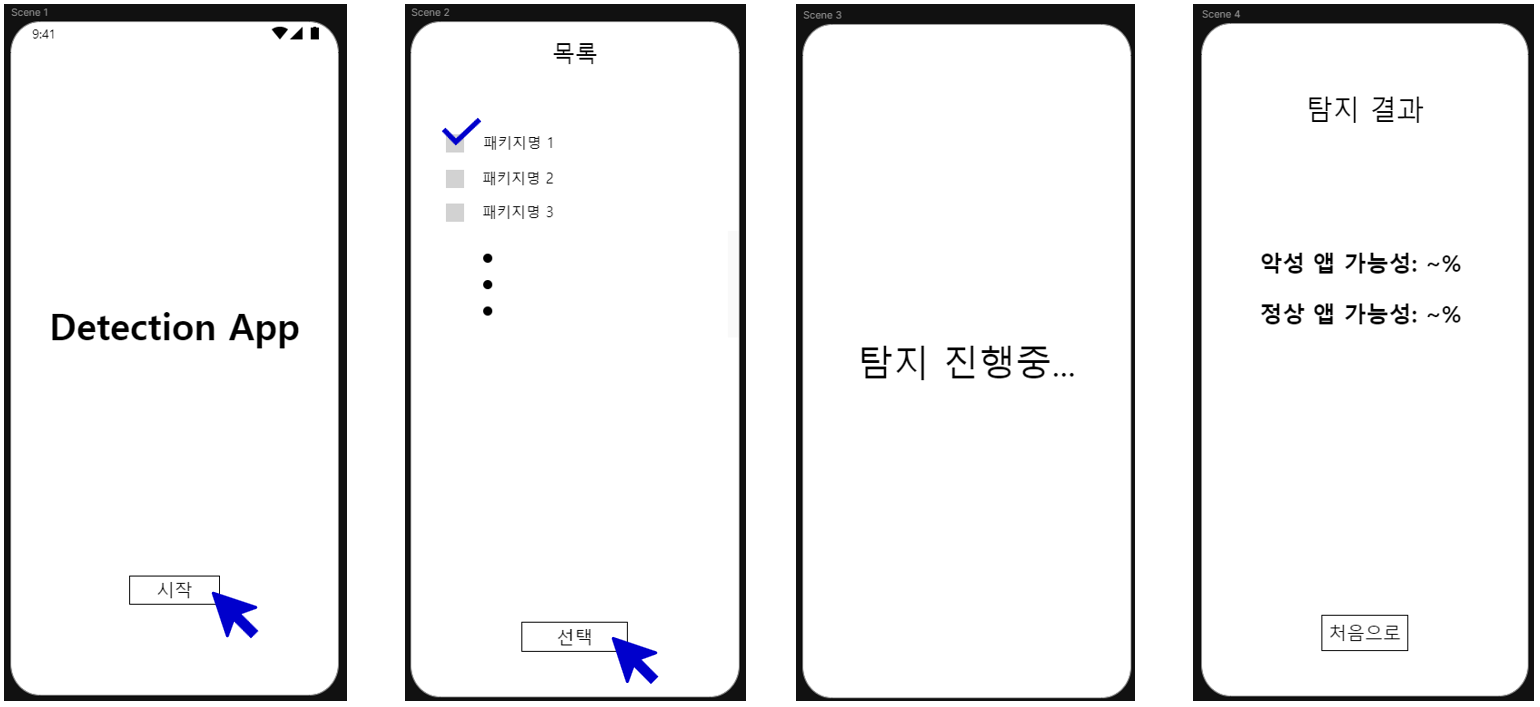 Scene 1
9:41
Detection App
시작
Scene 2
목록
패키지명 1
패키지명 2
패키지명 3
선택
Scene 3
탐지 진행중...
Scene 4
탐지 결과
악성 앱 가능성: ~%
정상 앱 가능성: ~%
처음으로